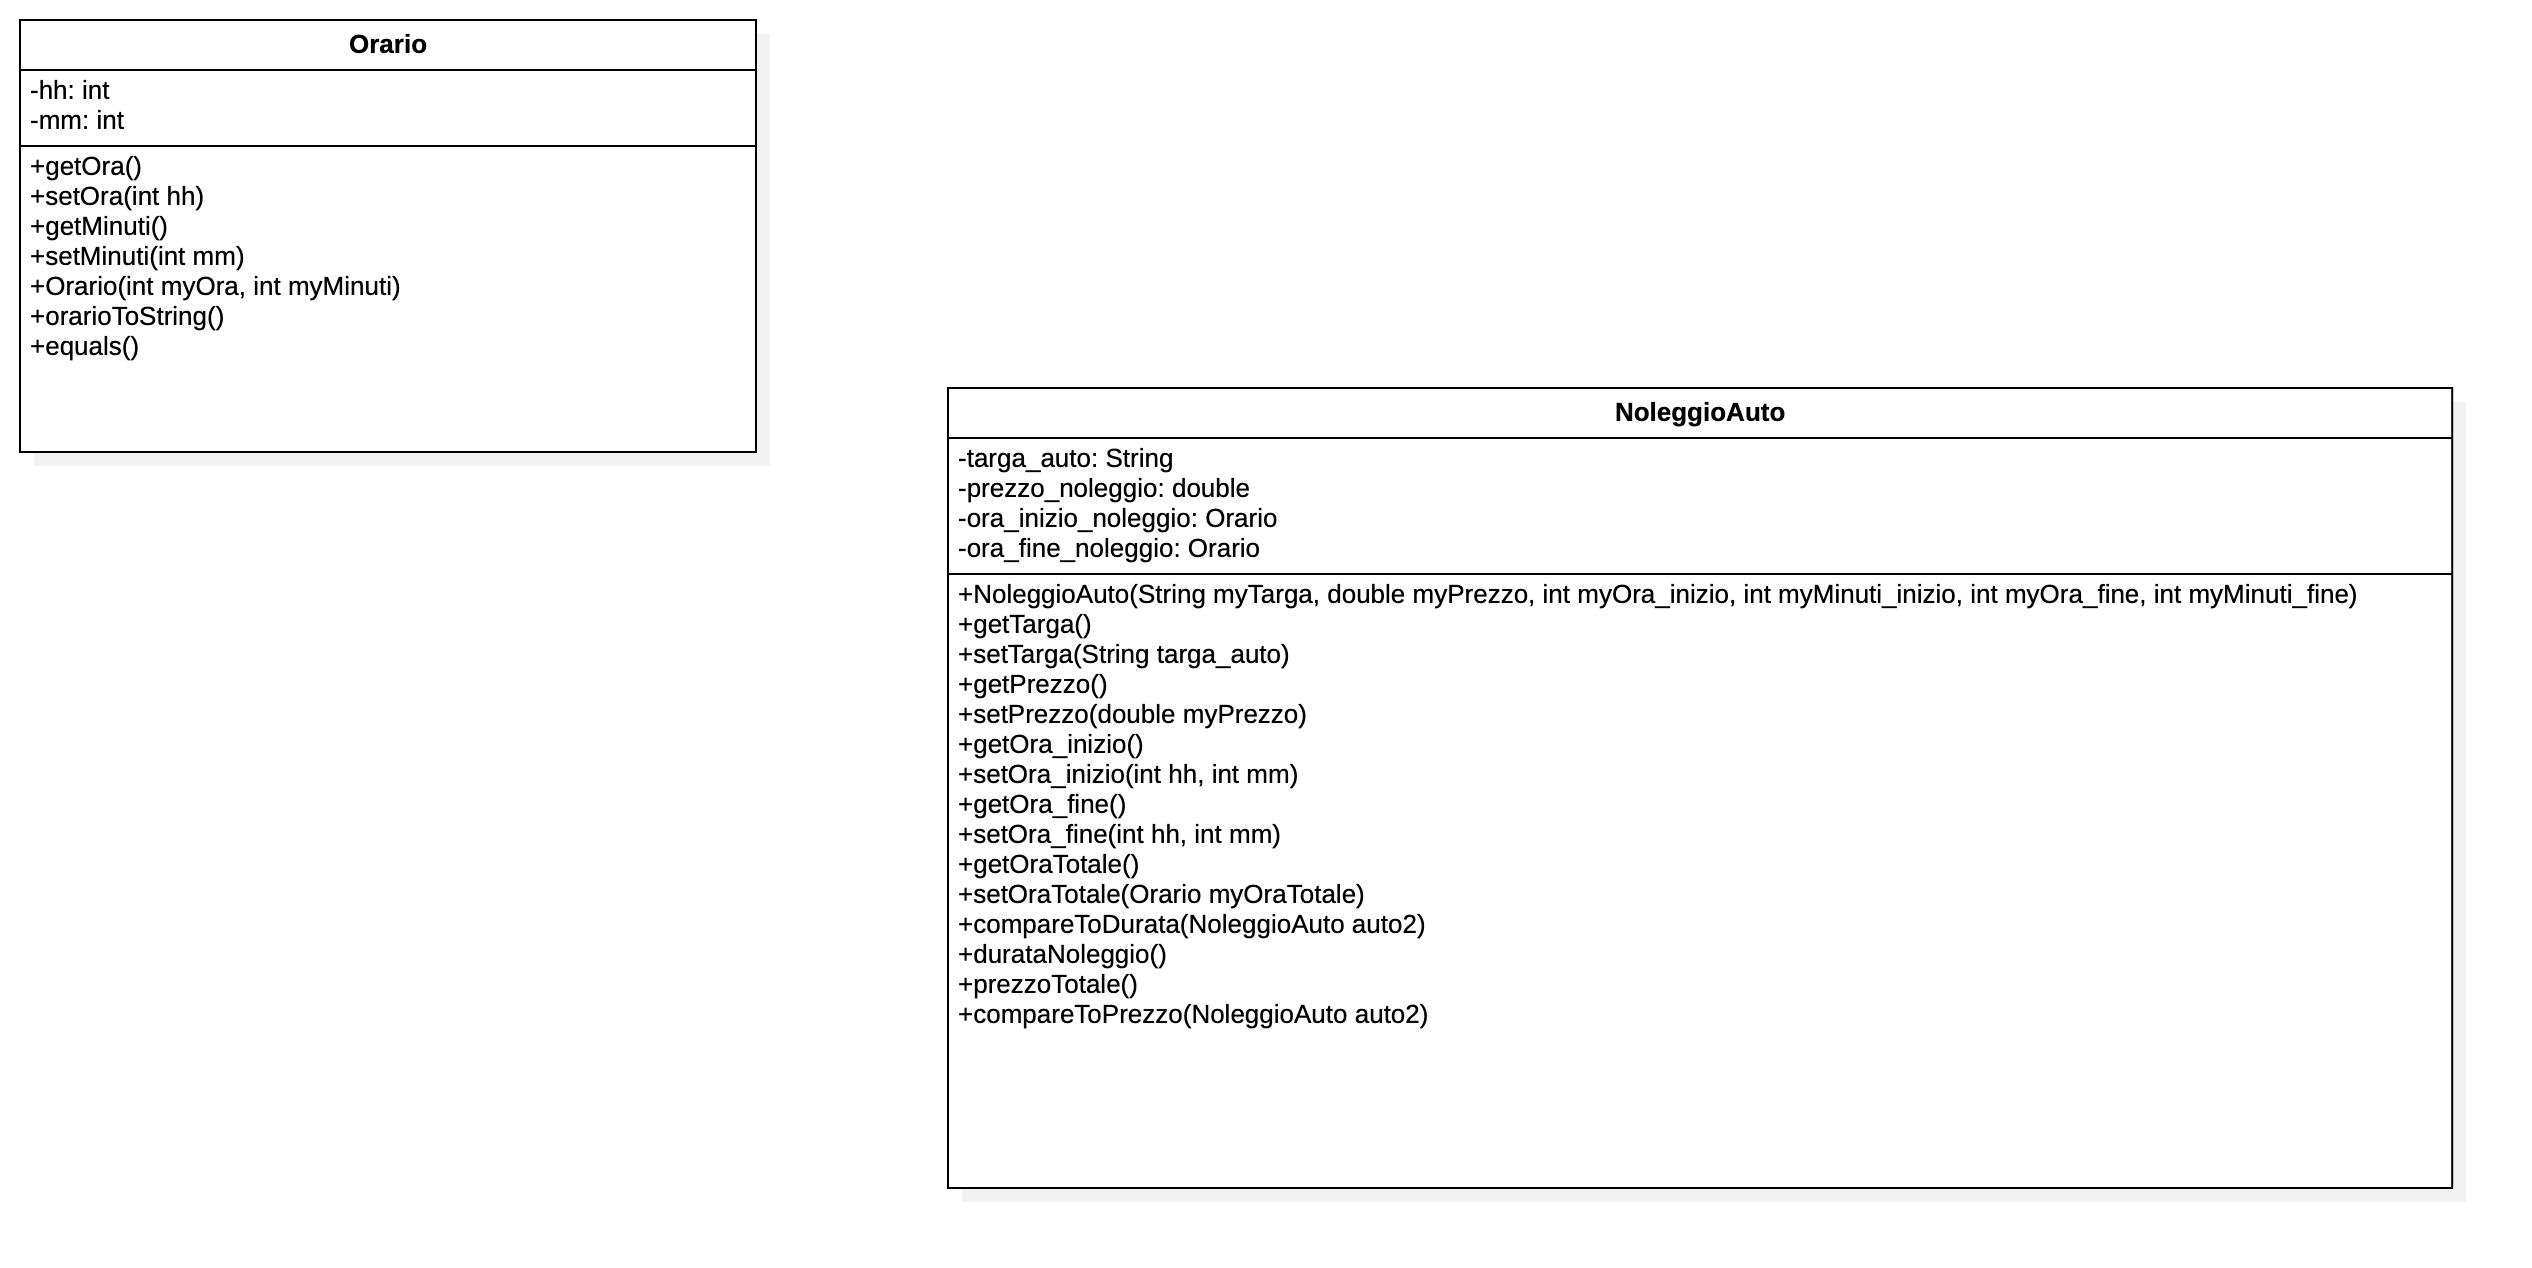 Orario
-hh: int
-mm: int
+getOra()
+setOra(int hh)
+getMinuti()
+setMinuti(int mm)
+Orario(int myOra, int myMinuti)
+orarioToString()
+equals()
NoleggioAuto
-targa_auto: String
-prezzo_noleggio: double
-ora_inizio_noleggio: Orario
-ora_fine_noleggio: Orario
+NoleggioAuto(String myTarga, double myPrezzo, int myOra_inizio, int myMinuti_inizio, int myOra_fine, int myMinuti_fine)
+getTarga()
+setTarga(String targa_auto)
+getPrezzo()
+setPrezzo(double myPrezzo)
+getOra_inizio()
+setOra_inizio(int hh, int mm)
+getOra_fine()
+setOra_fine(int hh, int mm)
+getOraTotale()
+setOraTotale(Orario myOraTotale)
+compareToDurata(NoleggioAuto auto2)
+durataNoleggio()
+prezzoTotale()
+compareToPrezzo(NoleggioAuto auto2)